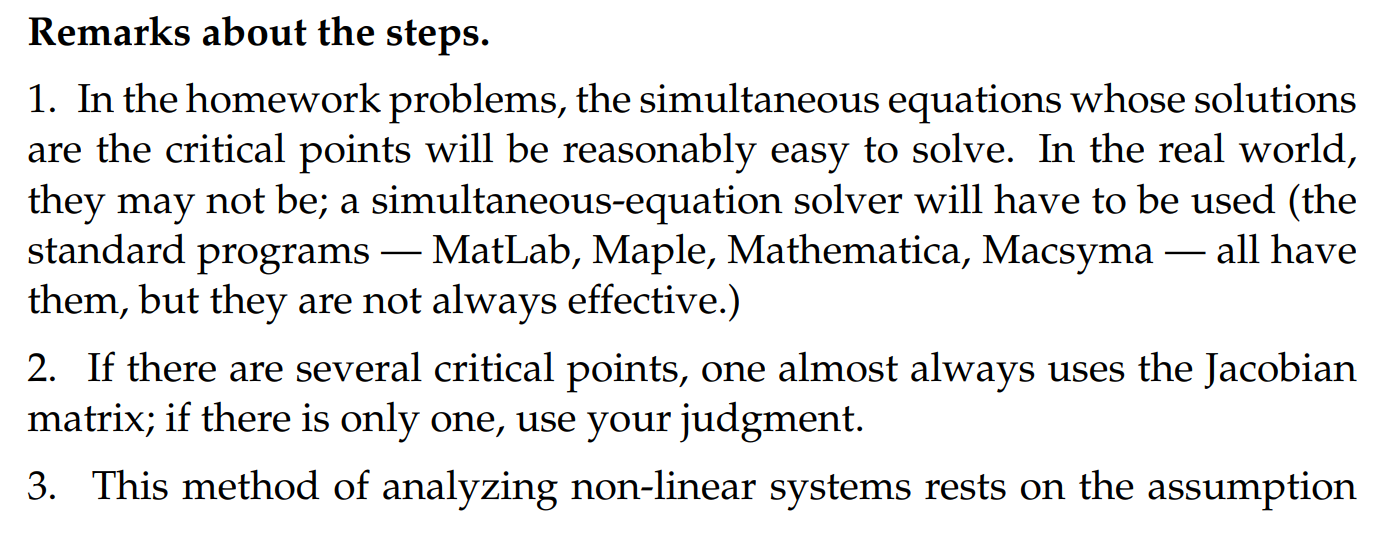 Remarks about the steps.
1. In the homework problems, the simultaneous equations whose solutions
are the critical points will be reasonably easy to solve. In the real world,
they may not be; a simultaneous-equation solver will have to be used (the
standard programs — MatLab, Maple, Mathematica, Macsyma — all have
them, but they are not always effective.)
2. If there are several critical points, one almost always uses the Jacobian
matrix; if there is only one, use your judgment.
3. This method of analyzing non-linear systems rests on the assumption